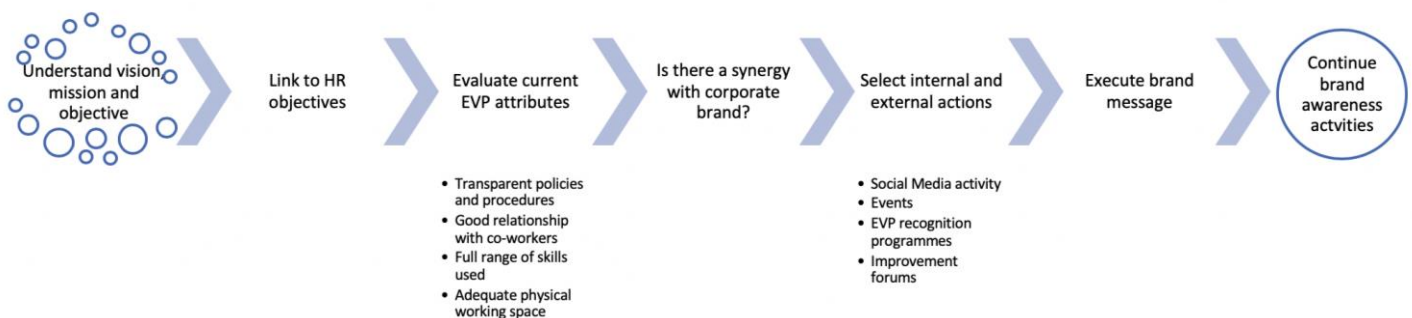 Understand vision,
mission and
objective
Link to HR
objectives
Evaluate current
EVP attributes
• Transparent policies
and procedures
• Good relationship
with co-workers
• Full range of skills
used
• Adequate physical
working space
Is there a synergy
with corporate
brand?
Select internal and
external actions
• Social Media activity
• Events
• EVP recognition
programmes
• Improvement
forums
Execute brand
message
Continue
brand
awareness
actvities